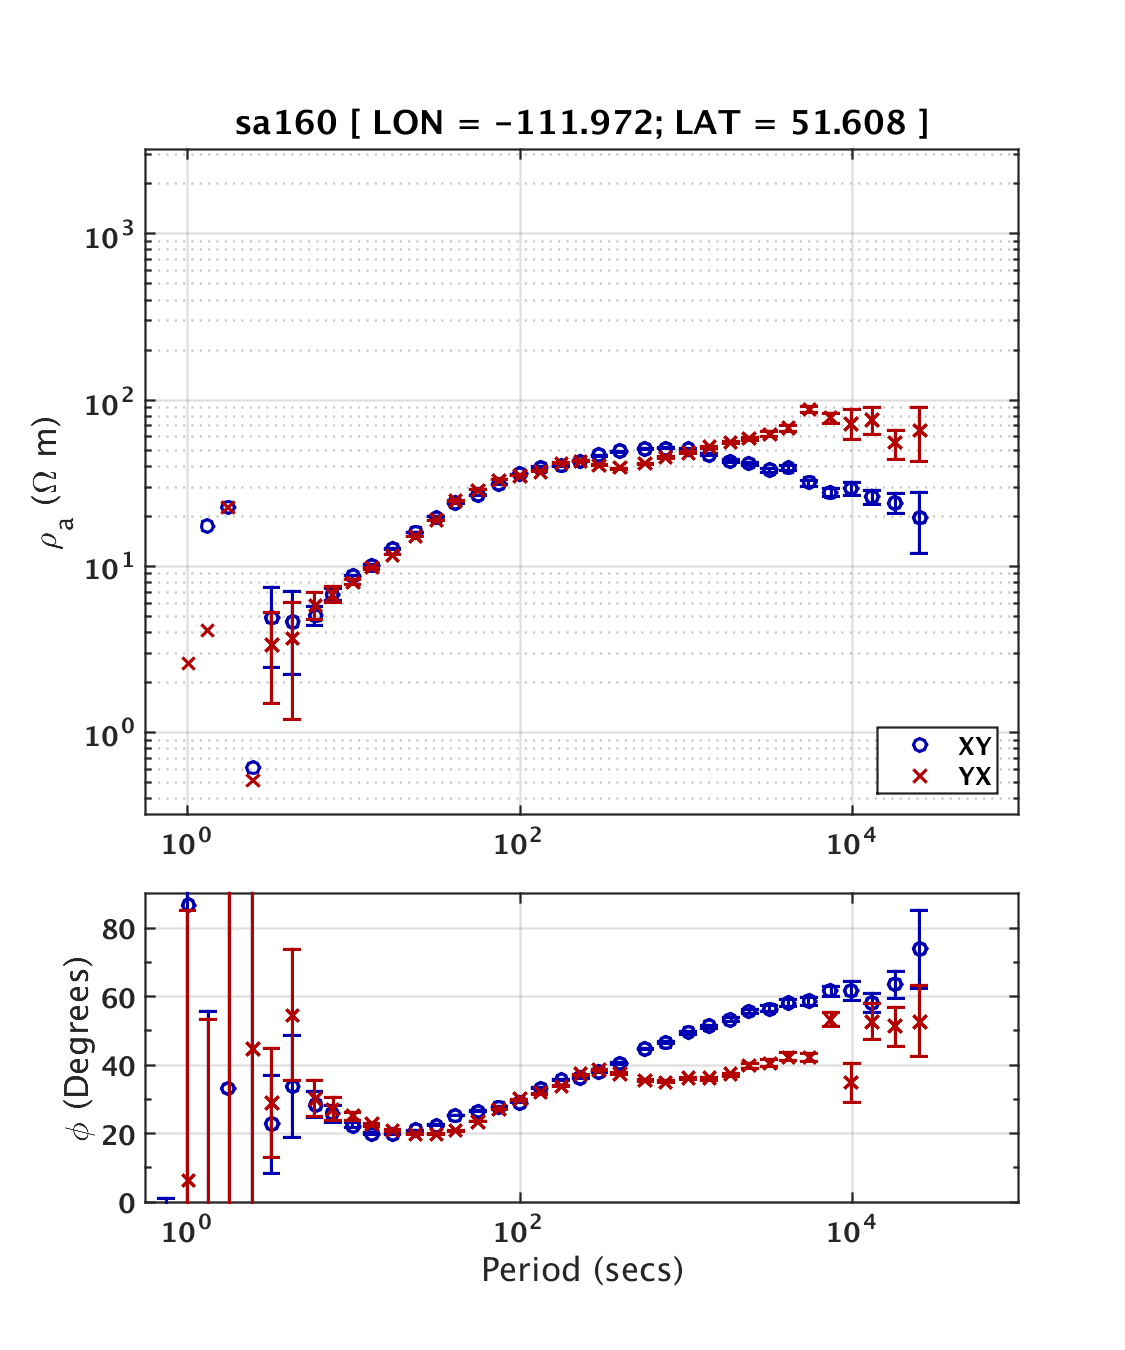 sa160 [ LON = -111.972; LAT = 51.608 ]
ρa (Ω m)
10^3
10^2
10^1
10^0
XY
YX
10^0 10^2 10^4
ϕ (Degrees)
80
60
40
20
0
10^0 10^2 10^4
Period (secs)